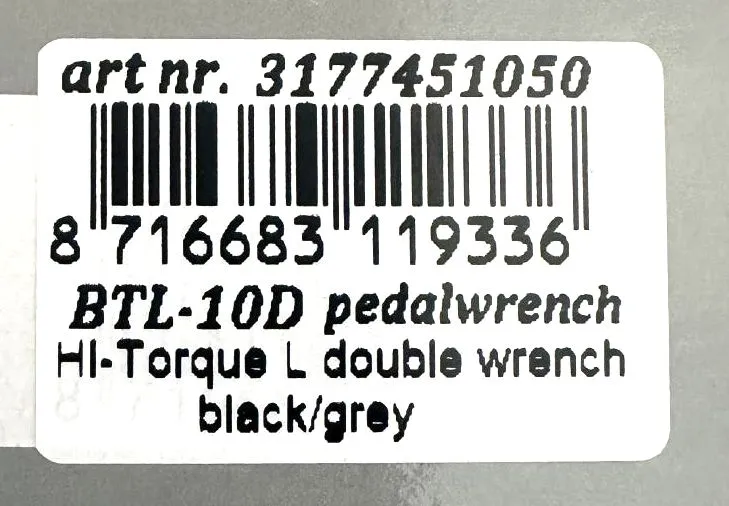 art nr. 3177451050
8 716683 119336
BTL-10D pedalwrench
HI-Torque L double wrench
black/grey